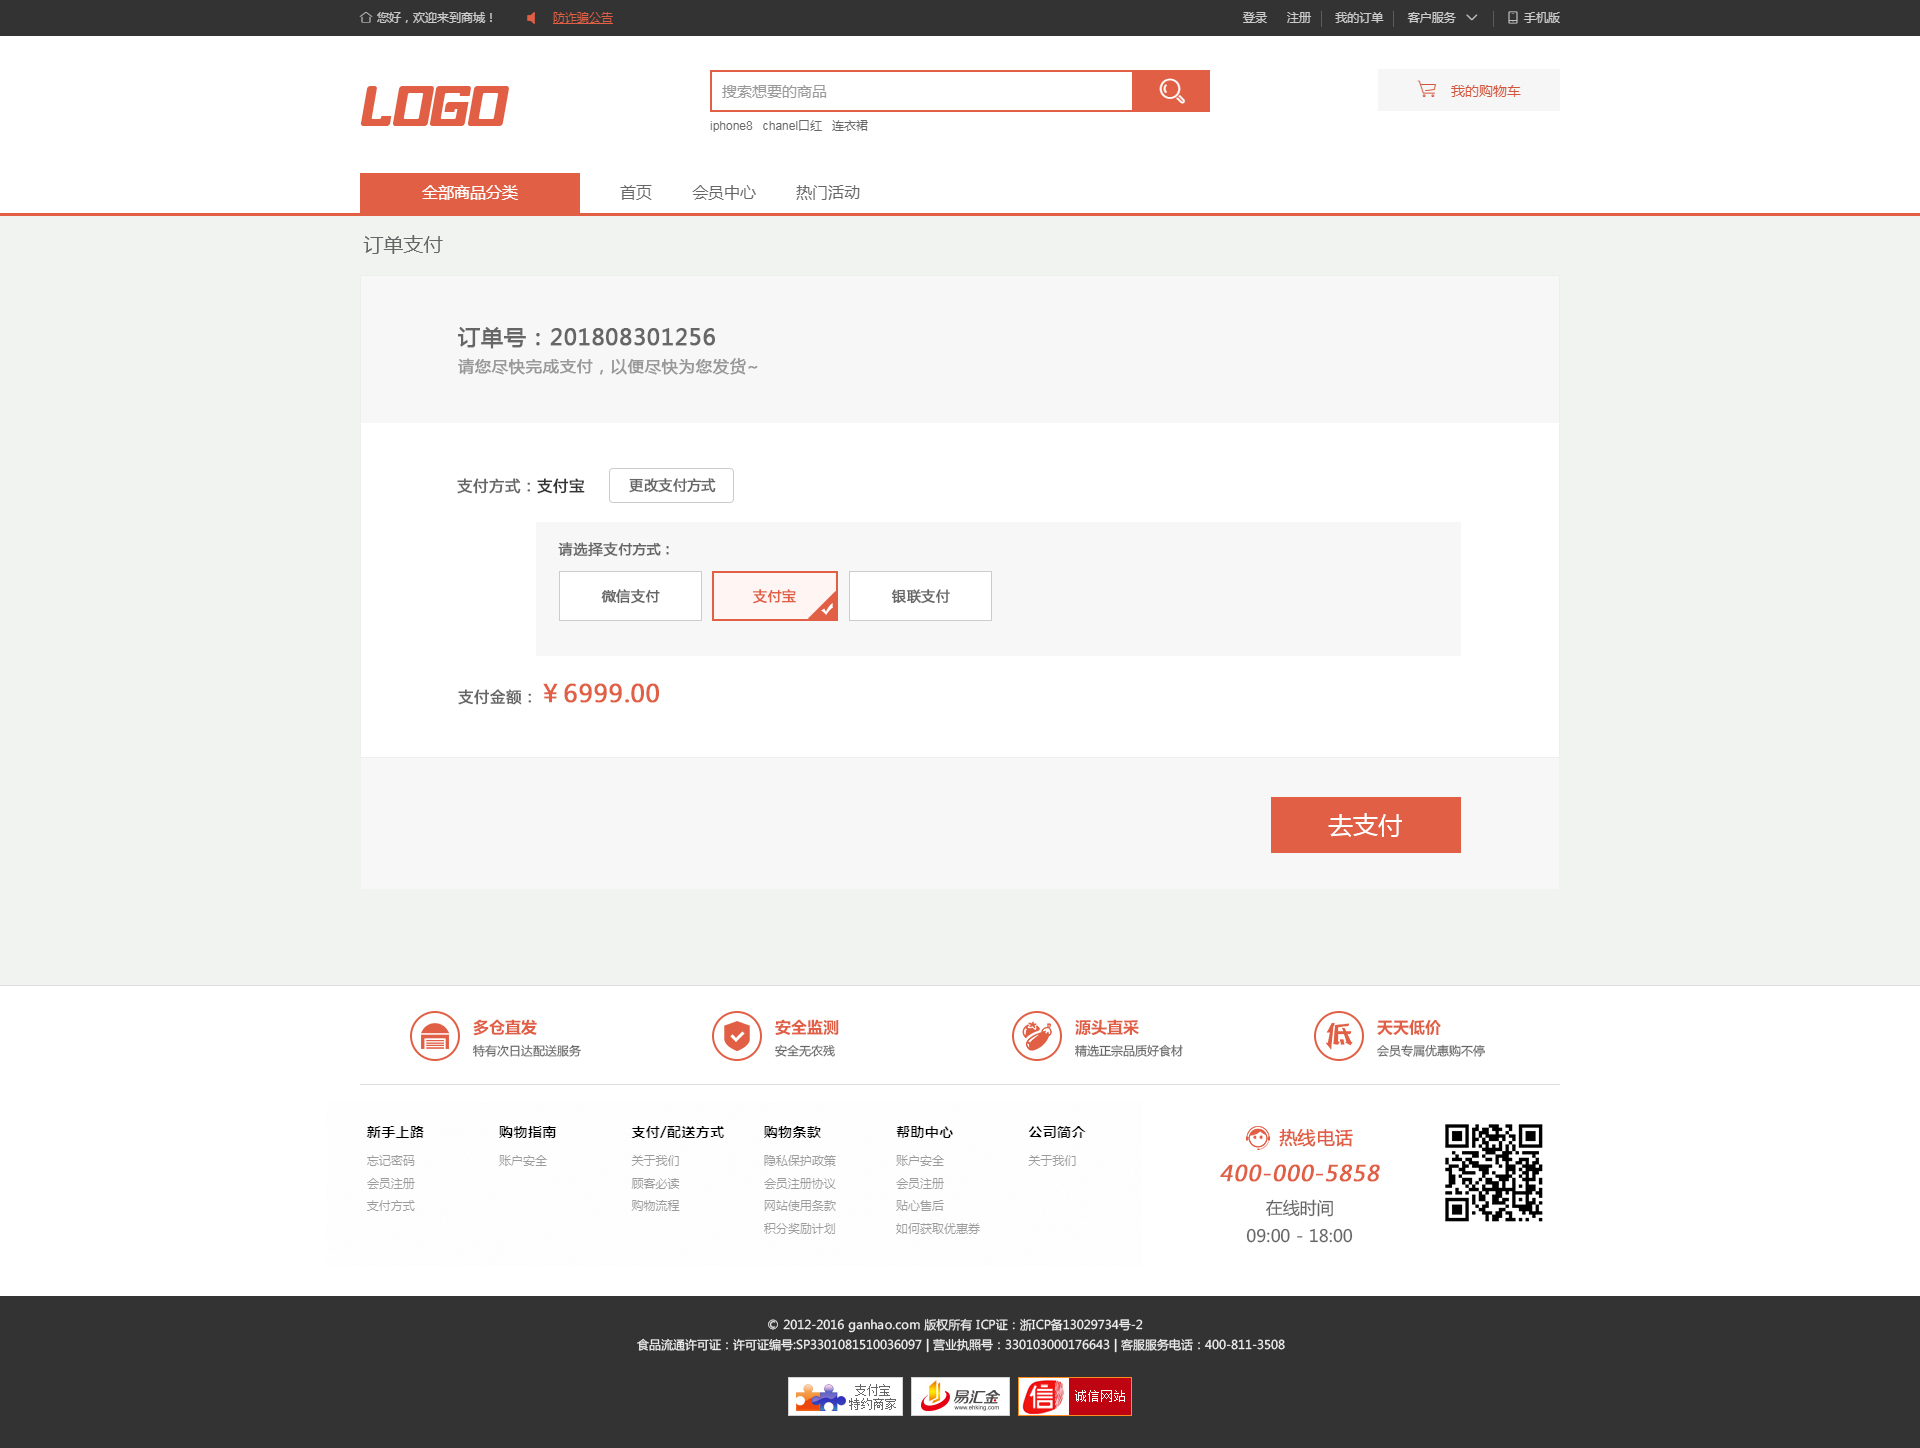 您好，欢迎来到商城！ 防诈骗公告 登录 注册 我的订单 客户服务 手机版
LOGO 搜索想要的商品 我的购物车
iphone8 chanel口红 连衣裙
全部商品分类 首页 会员中心 热门活动
订单支付
订单号：201808301256
请您尽快完成支付，以便尽快为您发货~
支付方式：支付宝 更改支付方式
请选择支付方式：
微信支付 支付宝 银联支付
支付金额： ¥ 6999.00
去支付
多仓直发 安全监测 源头直采 低 天天低价
特有次日达配送服务 安全无农残 精选正宗品质好食材 会员专属优惠购不停
新手上路 购物指南 支付/配送方式 购物条款 帮助中心 公司简介 热线电话
忘记密码 账户安全 关于我们 隐私保护政策 账户安全 关于我们
400-000-5858
会员注册 顾客必读 会员注册协议 会员注册
支付方式 购物流程 网站使用条款 贴心售后 在线时间
积分奖励计划 如何获取优惠券 09:00 - 18:00
© 2012-2016 ganhao.com 版权所有 ICP证：浙ICP备13029734号-2
食品流通许可证：许可证编号:SP3301081510036097 | 营业执照号：330103000176643 | 客服服务电话：400-811-3508
支付宝
特约商家
易汇金
www.ehking.com
信 诚信网站